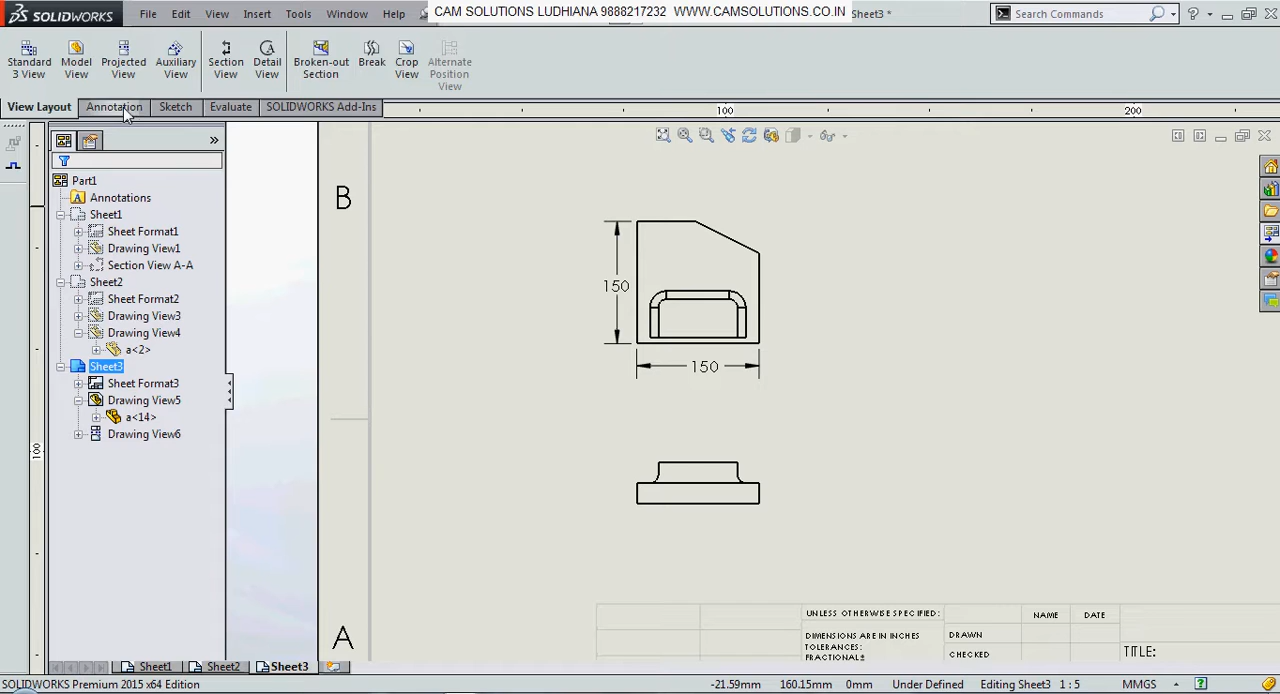 SOLIDWORKS File Edit View Insert Tools Window Help CAM SOLUTIONS LUDHIANA 9888217232 WWW.CAMSOLUTIONS.CO.IN Sheet3 * Search Commands ?
Standard 3 View
Model View
Projected View
Auxiliary View
Section View
Detail View
Broken-out Section
Break
Crop View
Alternate Position View
View Layout Annotation Sketch Evaluate SOLIDWORKS Add-Ins
100 200
Part1
Annotations
Sheet1
Sheet Format1
Drawing View1
Section View A-A
Sheet2
Sheet Format2
Drawing View3
Drawing View4
a<2>
Sheet3
Sheet Format3
Drawing View5
a<14>
Drawing View6
100
B
150
150
A
UNLESS OTHERWISE SPECIFIED: NAME DATE
DIMENSIONS ARE IN INCHES DRAWN
TOLERANCES:
FRACTIONAL± CHECKED TITLE:
Sheet1 Sheet2 Sheet3
SOLIDWORKS Premium 2015 x64 Edition -21.59mm 160.15mm 0mm Under Defined Editing Sheet3 1 : 5 MMGS ?